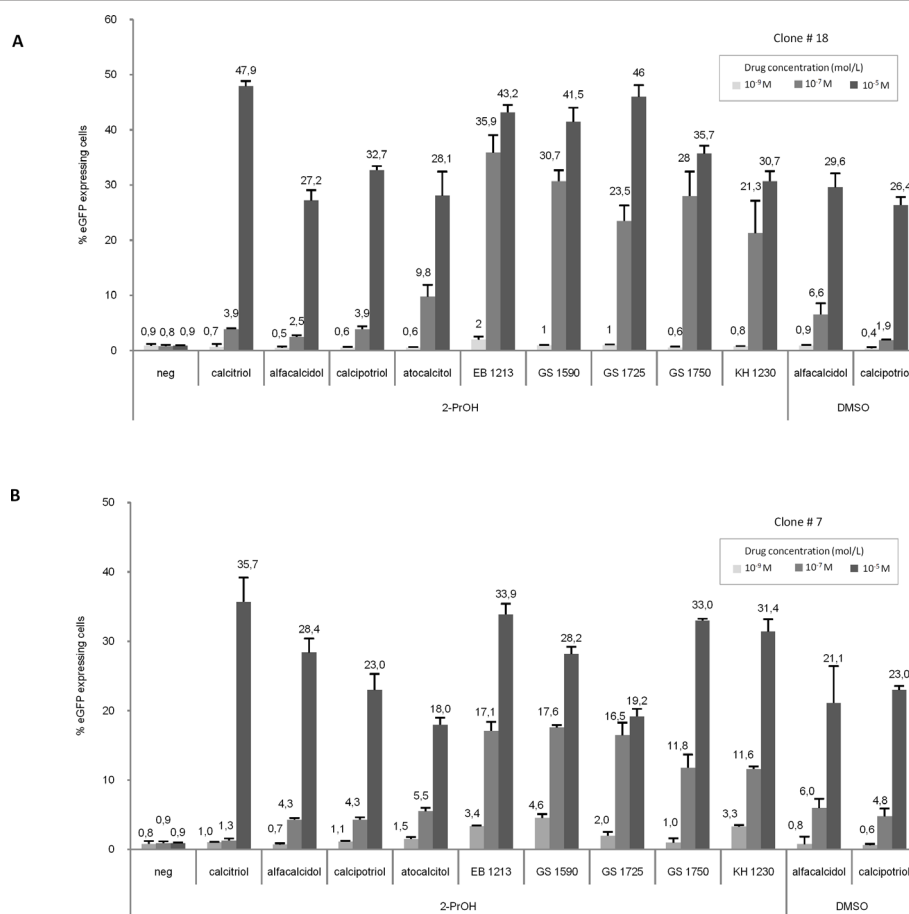 A
Clone # 18
Drug concentration (mol/L)
10⁻⁹ M 10⁻⁷ M 10⁻⁵ M
% eGFP expressing cells
60
50
40
30
20
10
0
0,9 0,8 0,9
0,7 3,9 47,9
0,5 2,5 27,2
0,6 3,9 32,7
0,6 9,8 28,1
2 35,9 43,2
1 30,7 41,5
1 23,5 46
0,6 28 35,7
0,8 21,3 30,7
0,9 6,6 29,6
0,4 1,9 26,4
neg calcitriol alfacalcidol calcipotriol atocalcitol EB 1213 GS 1590 GS 1725 GS 1750 KH 1230 alfacalcidol calcipotriol
2-PrOH DMSO
B
Clone # 7
Drug concentration (mol/L)
10⁻⁹ M 10⁻⁷ M 10⁻⁵ M
% eGFP expressing cells
50
40
30
20
10
0
0,8 0,9 0,9
1,0 1,3 35,7
0,7 4,3 28,4
1,1 4,3 23,0
1,5 5,5 18,0
3,4 17,1 33,9
4,6 17,6 28,2
2,0 16,5 19,2
1,0 11,8 33,0
3,3 11,6 31,4
0,8 6,0 21,1
0,6 4,8 23,0
neg calcitriol alfacalcidol calcipotriol atocalcitol EB 1213 GS 1590 GS 1725 GS 1750 KH 1230 alfacalcidol calcipotriol
2-PrOH DMSO